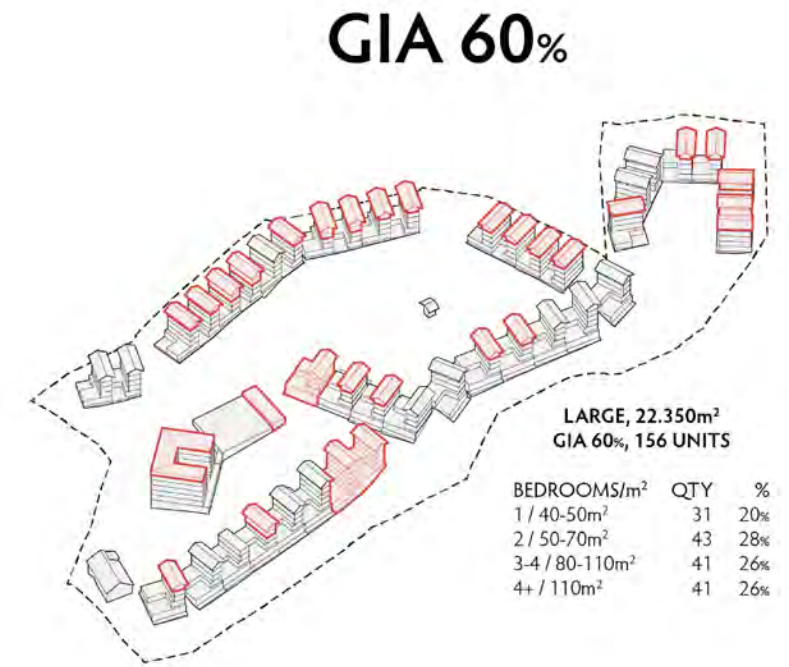 GIA 60%
LARGE, 22.350m²
GIA 60%, 156 UNITS
BEDROOMS/m² QTY %
1 / 40-50m² 31 20%
2 / 50-70m² 43 28%
3-4 / 80-110m² 41 26%
4+ / 110m² 41 26%